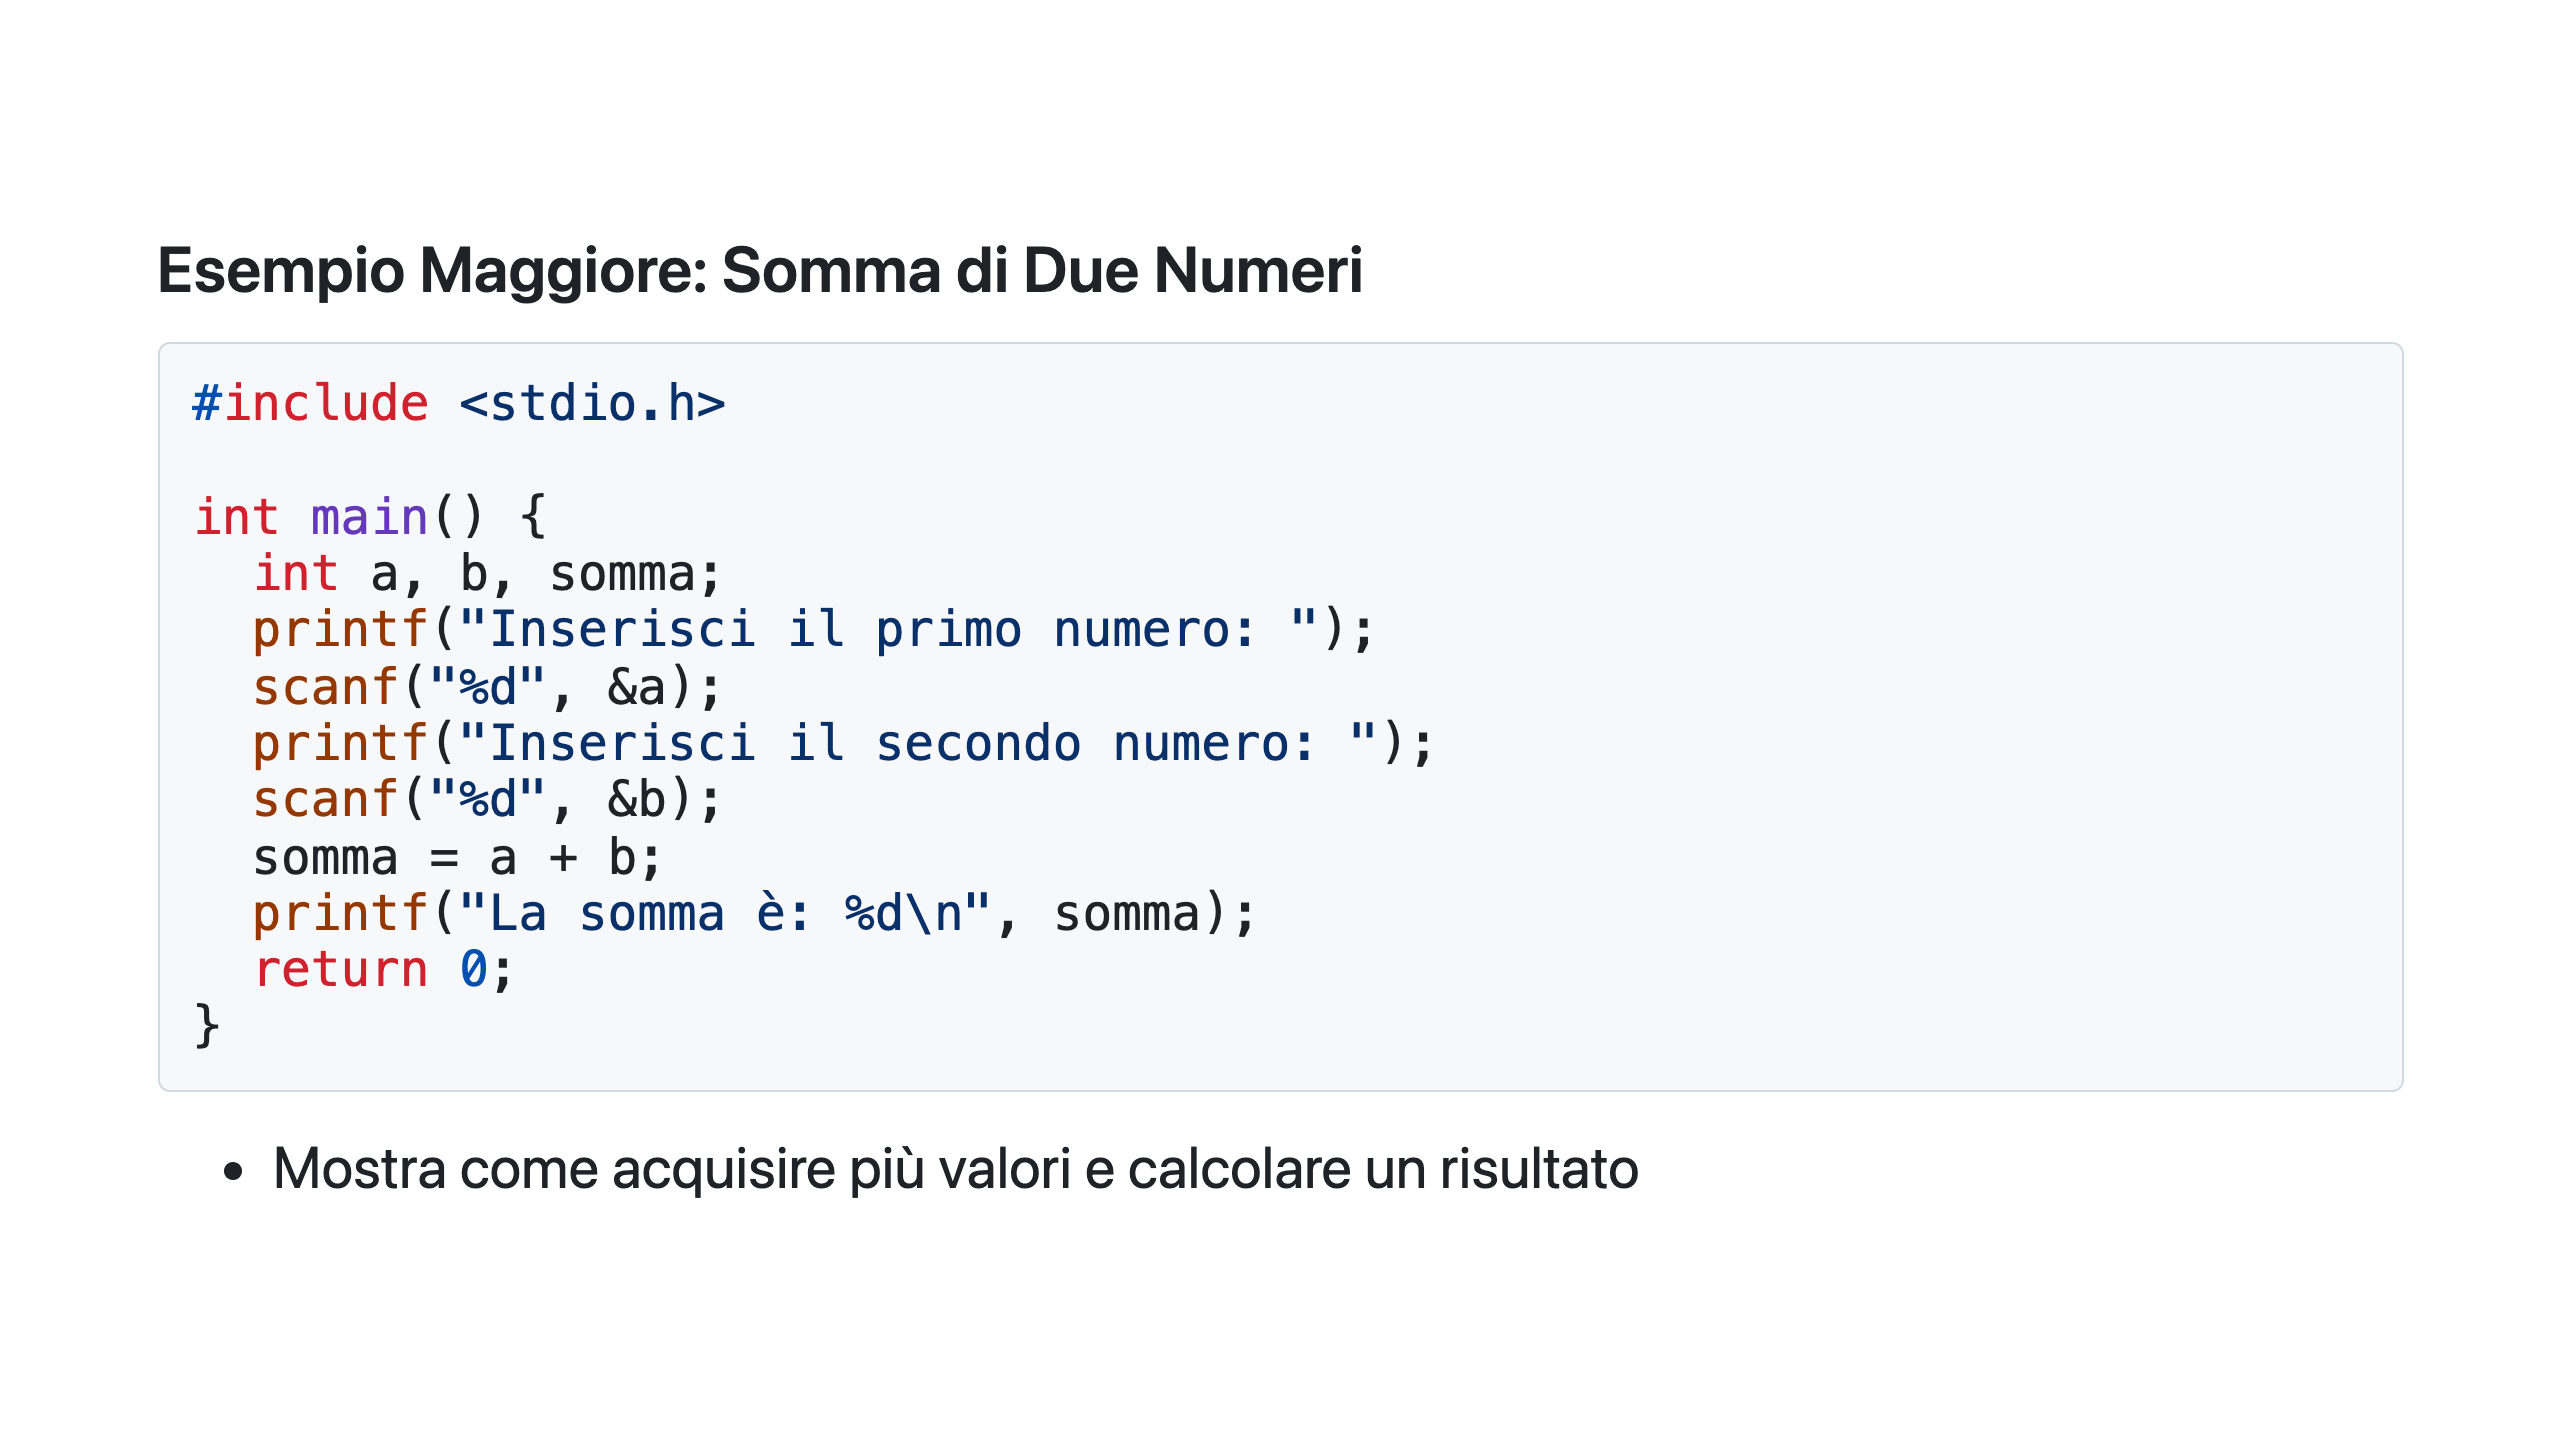 Esempio Maggiore: Somma di Due Numeri
#include <stdio.h>

int main() {
  int a, b, somma;
  printf("Inserisci il primo numero: ");
  scanf("%d", &a);
  printf("Inserisci il secondo numero: ");
  scanf("%d", &b);
  somma = a + b;
  printf("La somma è: %d\n", somma);
  return 0;
}
• Mostra come acquisire più valori e calcolare un risultato